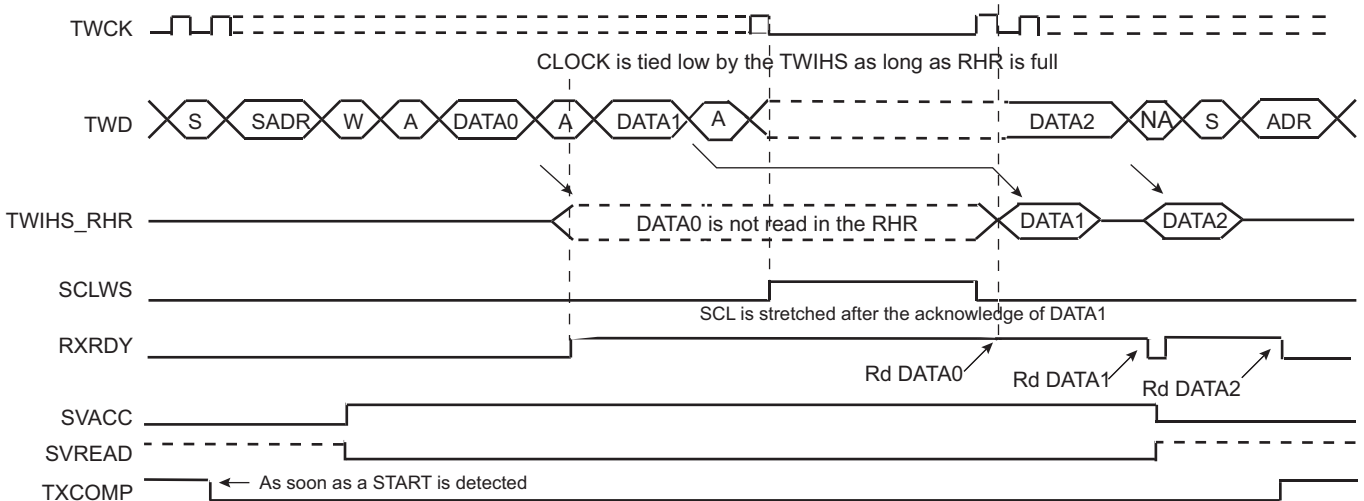 TWCK
CLOCK is tied low by the TWIHS as long as RHR is full
TWD S SADR W A DATA0 A DATA1 A DATA2 NA S ADR
TWIHS_RHR DATA0 is not read in the RHR DATA1 DATA2
SCLWS
SCL is stretched after the acknowledge of DATA1
RXRDY
Rd DATA0 Rd DATA1 Rd DATA2
SVACC
SVREAD
TXCOMP As soon as a START is detected